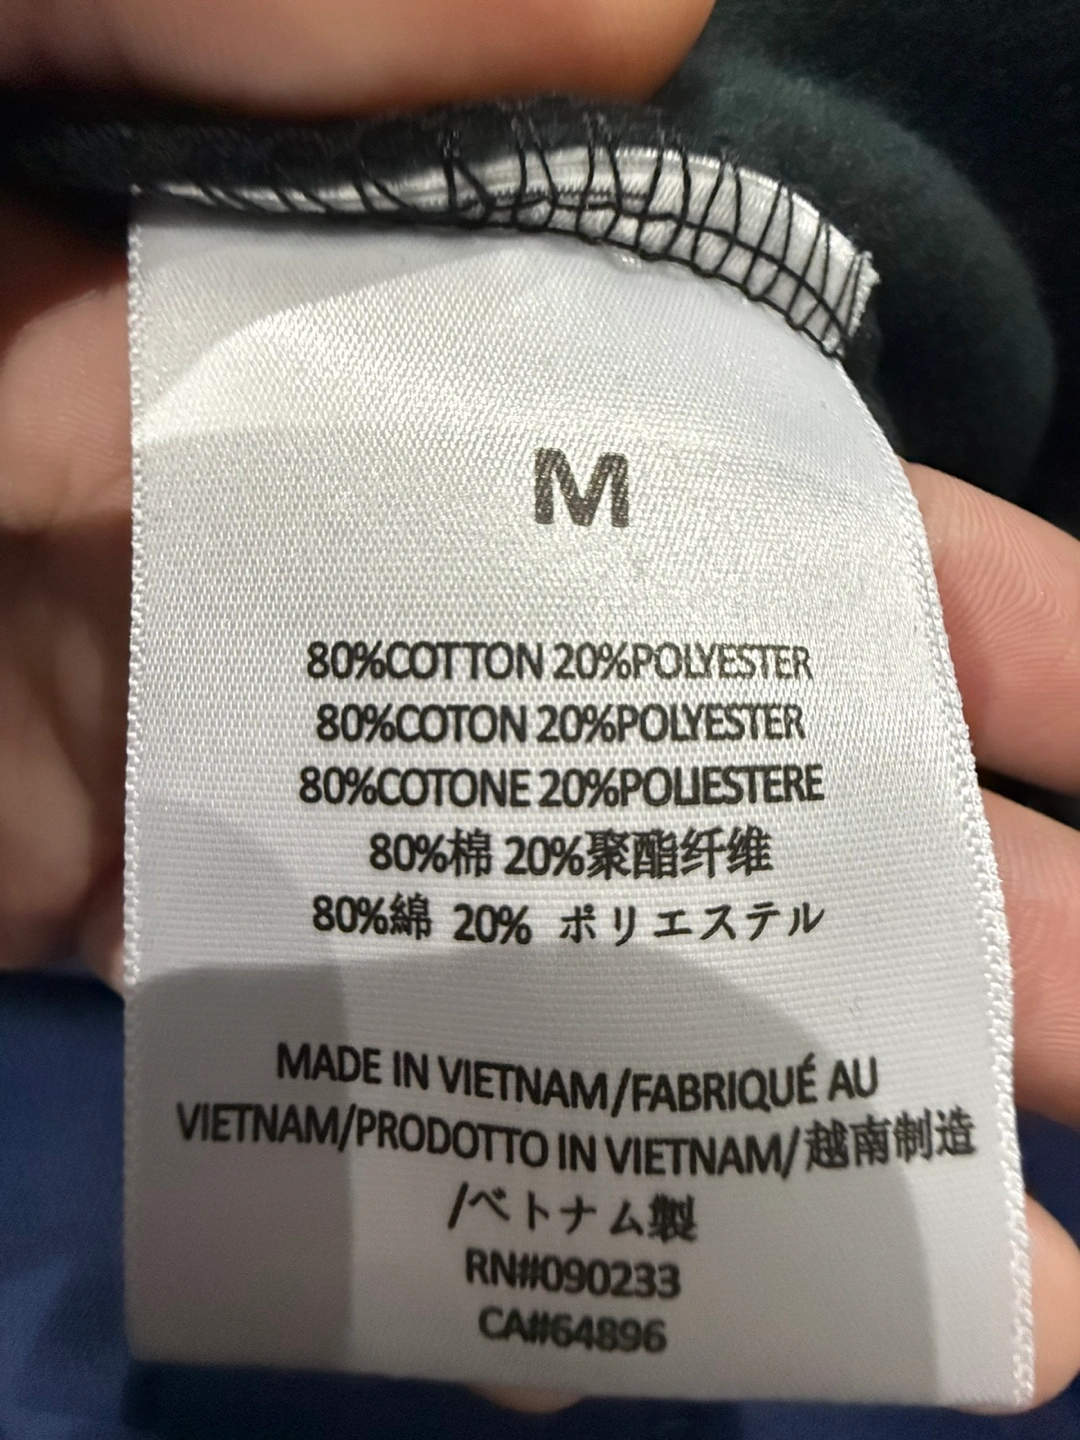 M
80%COTTON 20%POLYESTER
80%COTON 20%POLYESTER
80%COTONE 20%POLIESTERE
80%棉 20%聚酯纤维
80%綿 20% ポリエステル
MADE IN VIETNAM/FABRIQUÉ AU
VIETNAM/PRODOTTO IN VIETNAM/越南制造
/ベトナム製
RN#090233
CA#64896